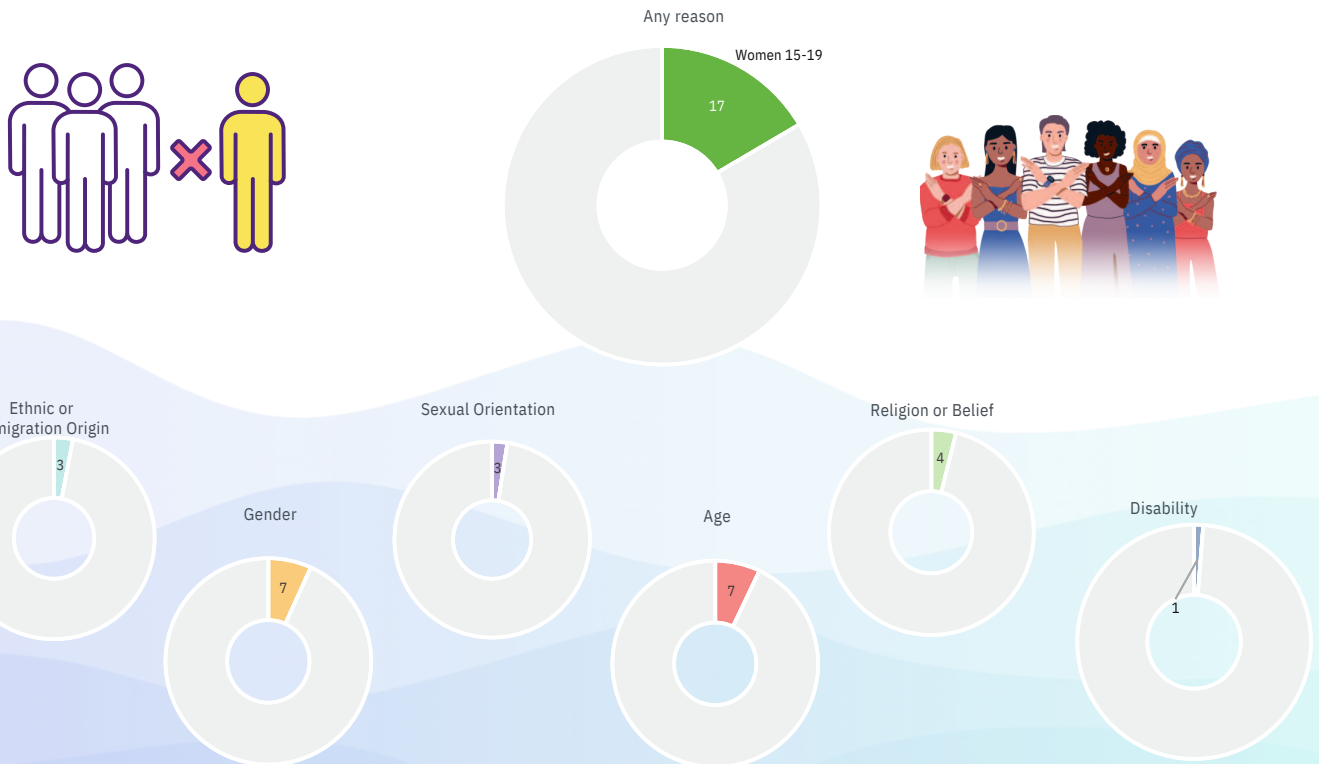 Any reason
Women 15-19
17
Ethnic or
migration Origin
3
Sexual Orientation
3
Religion or Belief
4
Gender
7
Age
7
Disability
1